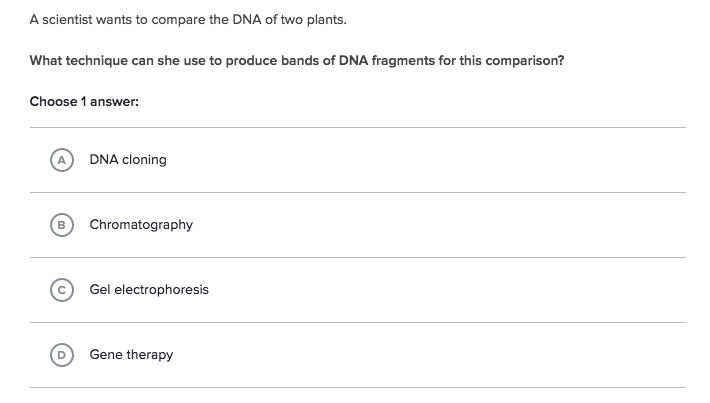 A scientist wants to compare the DNA of two plants.
What technique can she use to produce bands of DNA fragments for this comparison?
Choose 1 answer:
A DNA cloning
B Chromatography
C Gel electrophoresis
D Gene therapy